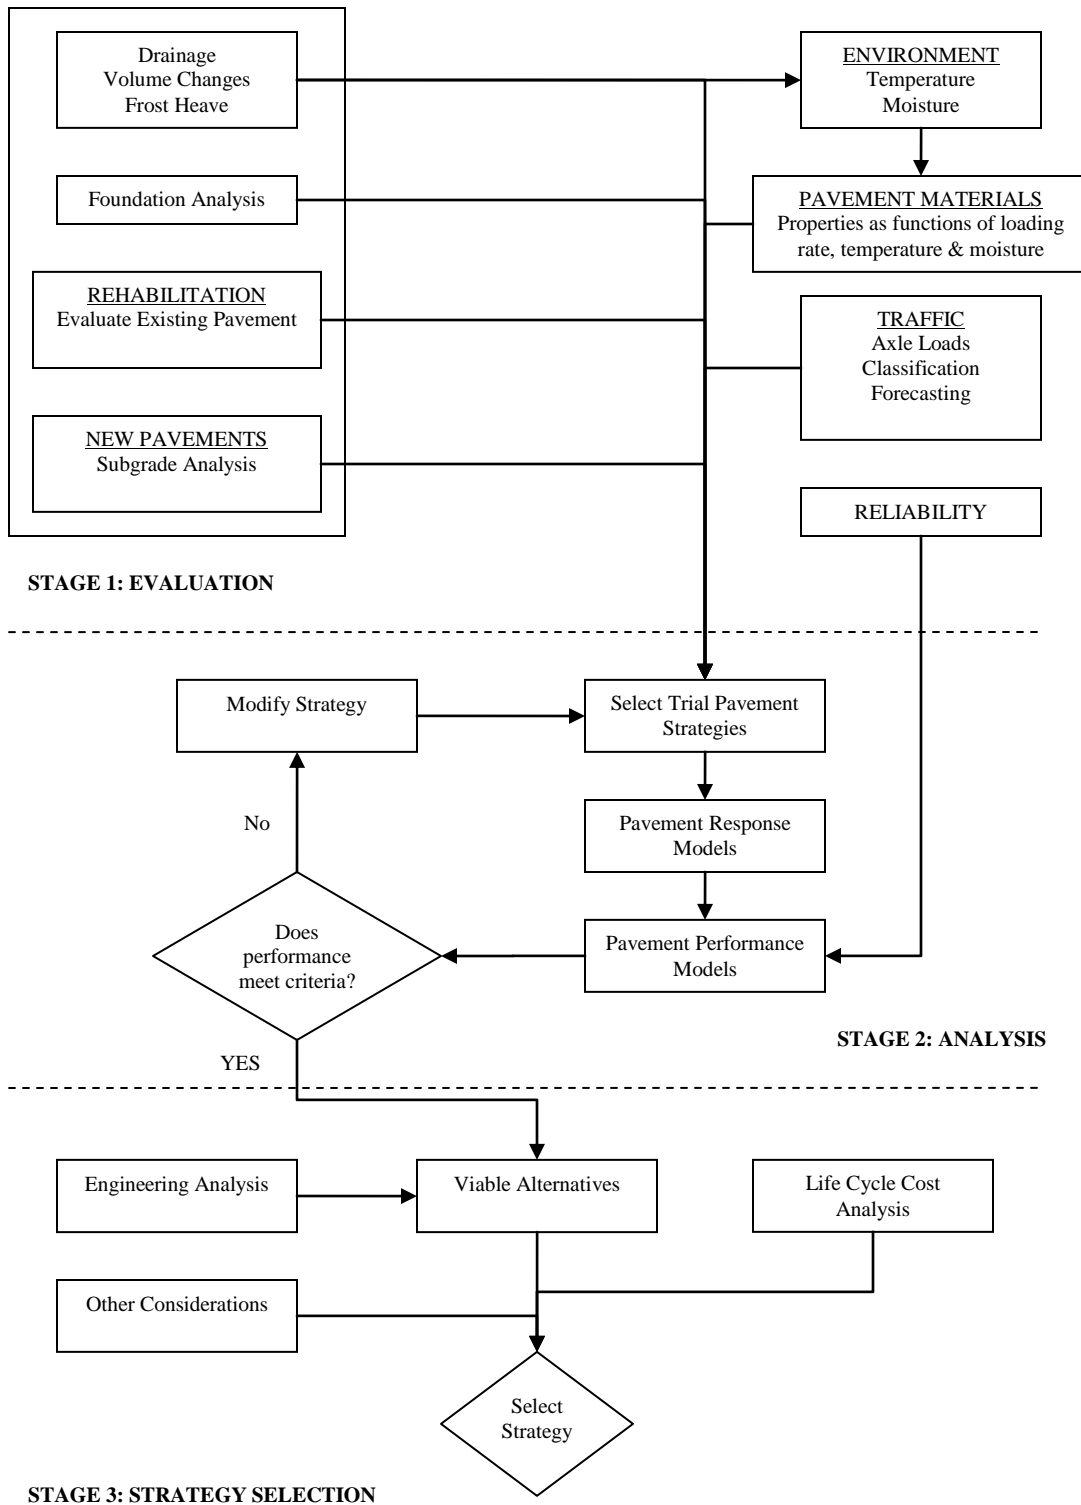 Drainage
Volume Changes
Frost Heave
ENVIRONMENT
Temperature
Moisture
Foundation Analysis
PAVEMENT MATERIALS
Properties as functions of loading
rate, temperature & moisture
REHABILITATION
Evaluate Existing Pavement
TRAFFIC
Axle Loads
Classification
Forecasting
NEW PAVEMENTS
Subgrade Analysis
RELIABILITY
STAGE 1: EVALUATION
Modify Strategy
Select Trial Pavement
Strategies
No
Pavement Response
Models
Does
performance
meet criteria?
Pavement Performance
Models
STAGE 2: ANALYSIS
YES
Engineering Analysis
Viable Alternatives
Life Cycle Cost
Analysis
Other Considerations
Select
Strategy
STAGE 3: STRATEGY SELECTION